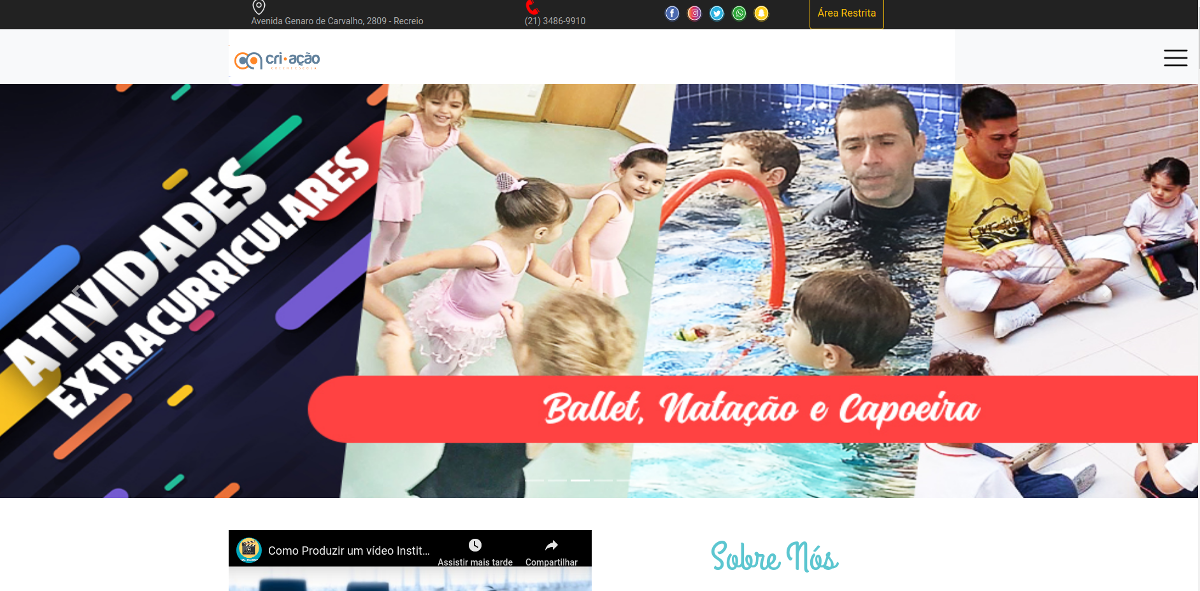 Avenida Genaro de Carvalho, 2809 - Recreio
(21) 3486-9910
Área Restrita
cri·ação
ATIVIDADES
EXTRACURRICULARES
Ballet, Natação e Capoeira
Como Produzir um vídeo Instit...
Assistir mais tarde
Compartilhar
Sobre Nós